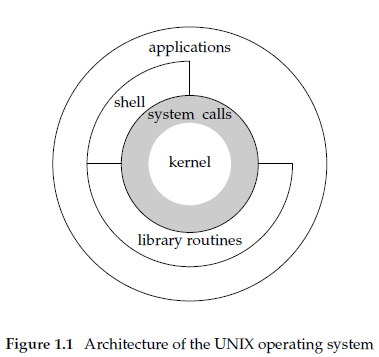 applications
shell
system calls
kernel
library routines
Figure 1.1 Architecture of the UNIX operating system